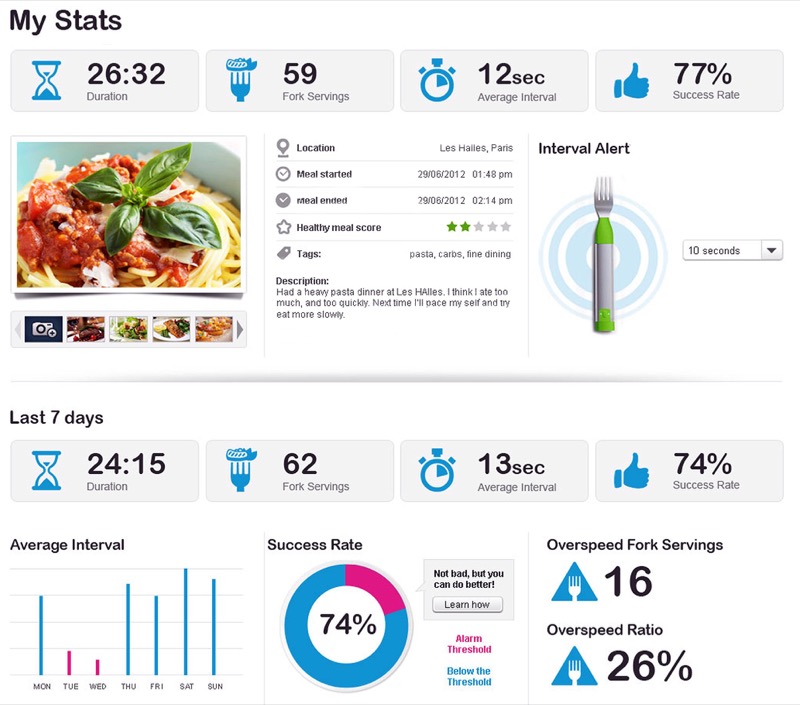 My Stats
26:32
Duration
59
Fork Servings
12sec
Average Interval
77%
Success Rate
Location
Les Halles, Paris
Meal started
29/06/2012 01:48 pm
meal ended
29/06/2012 02:14 pm
Healthy meal score
Tags:
pasta, carbs, fine dining
Description:
Had a heavy pasta dinner at Les HAlles. I think I ate too
much, and too quickly. Next time I'll pace my self and try
eat more slowly.
Interval Alert
10 seconds
Last 7 days
24:15
Duration
62
Fork Servings
13sec
Average Interval
74%
Success Rate
Average Interval
MON TUE WED THU FRI SAT SUN
Success Rate
74%
Not bad, but you
can do better!
Learn how
Alarm
Threshold
Below the
Threshold
Overspeed Fork Servings
16
Overspeed Ratio
26%